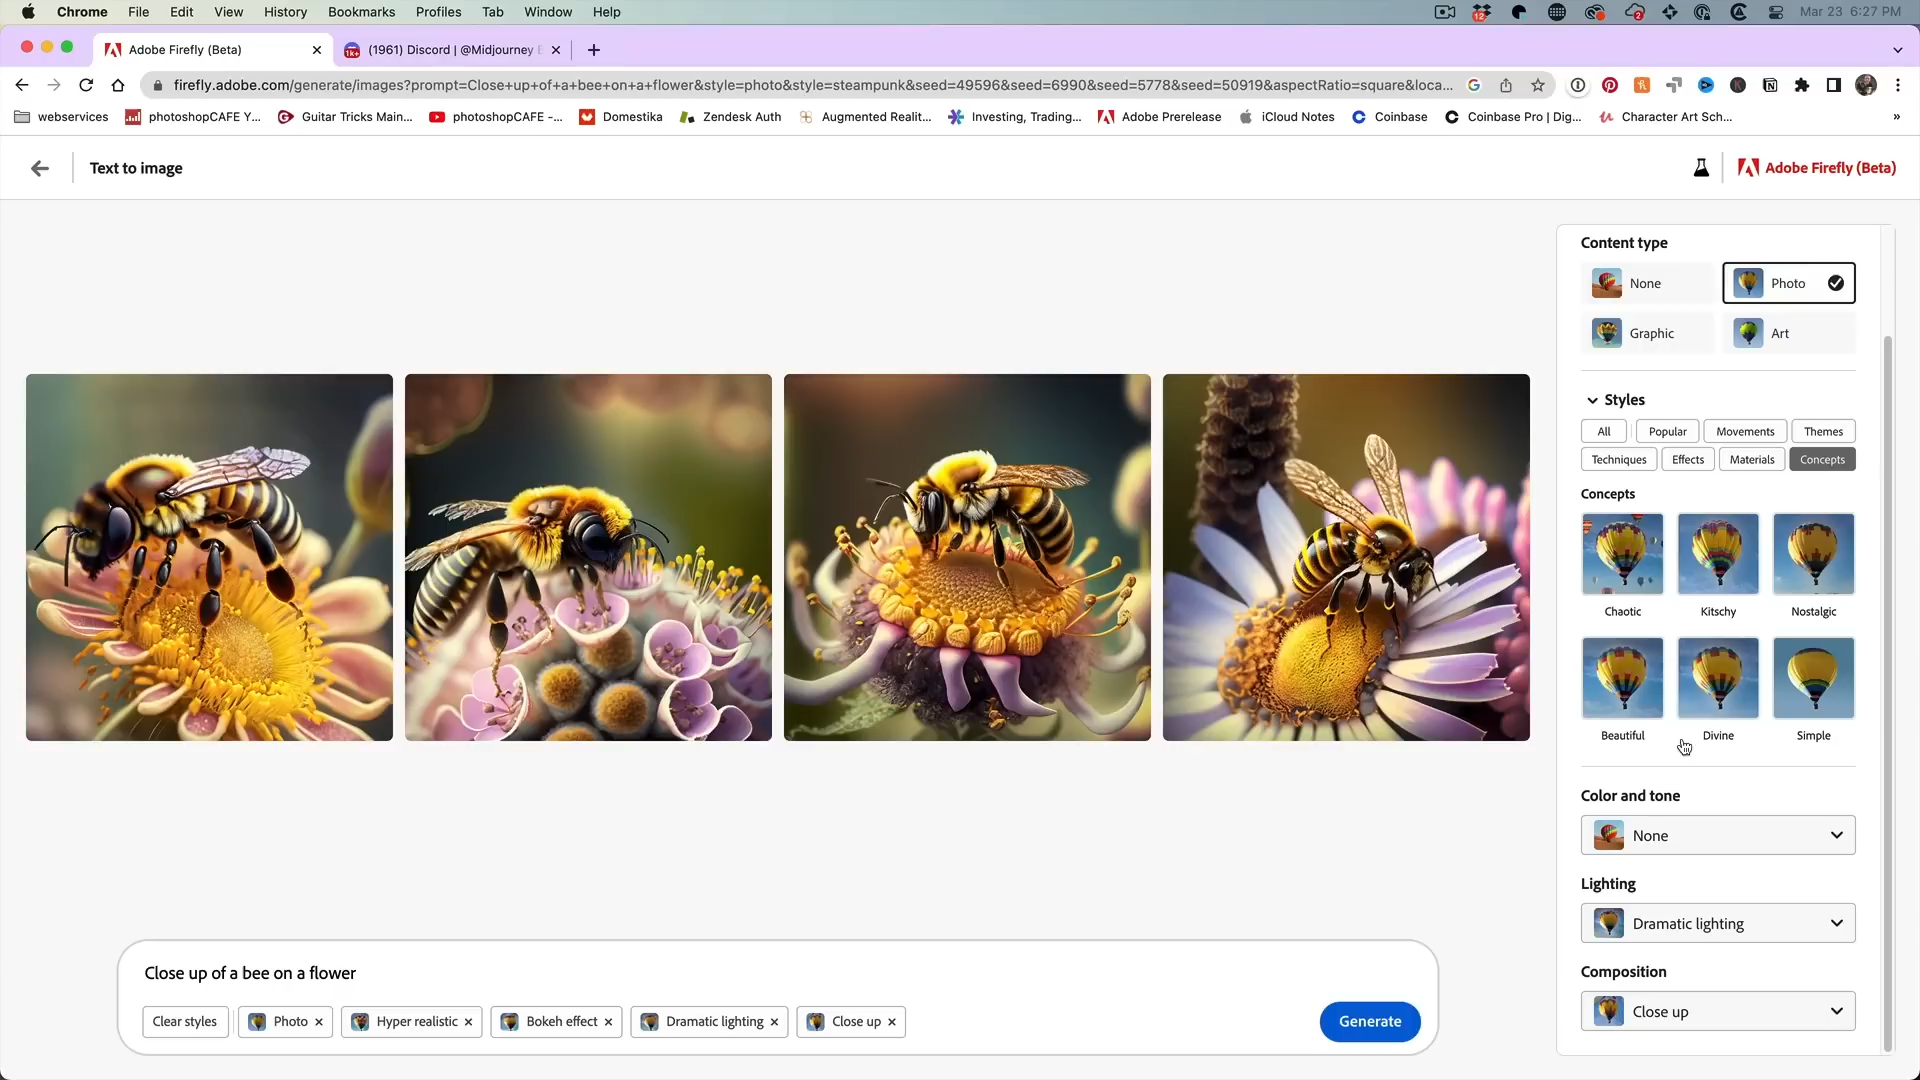 Chrome File Edit View History Bookmarks Profiles Tab Window Help
12
2
Mar 23 6:27 PM
Adobe Firefly (Beta)
1k+
(1961) Discord | @Midjourney
firefly.adobe.com/generate/images?prompt=Close+up+of+a+bee+on+a+flower&style=photo&style=steampunk&seed=49596&seed=6990&seed=5778&seed=50919&aspectRatio=square&loca...
webservices photoshopCAFE Y... Guitar Tricks Main... photoshopCAFE -... Domestika Zendesk Auth Augmented Realit... Investing, Trading... Adobe Prerelease iCloud Notes Coinbase Coinbase Pro | Dig... Character Art Sch... »
Text to image
Adobe Firefly (Beta)
Content type
None Photo
Graphic Art
Styles
All Popular Movements Themes
Techniques Effects Materials Concepts
Concepts
Chaotic Kitschy Nostalgic
Beautiful Divine Simple
Color and tone
None
Lighting
Dramatic lighting
Composition
Close up
Close up of a bee on a flower
Clear styles Photo Hyper realistic Bokeh effect Dramatic lighting Close up
Generate